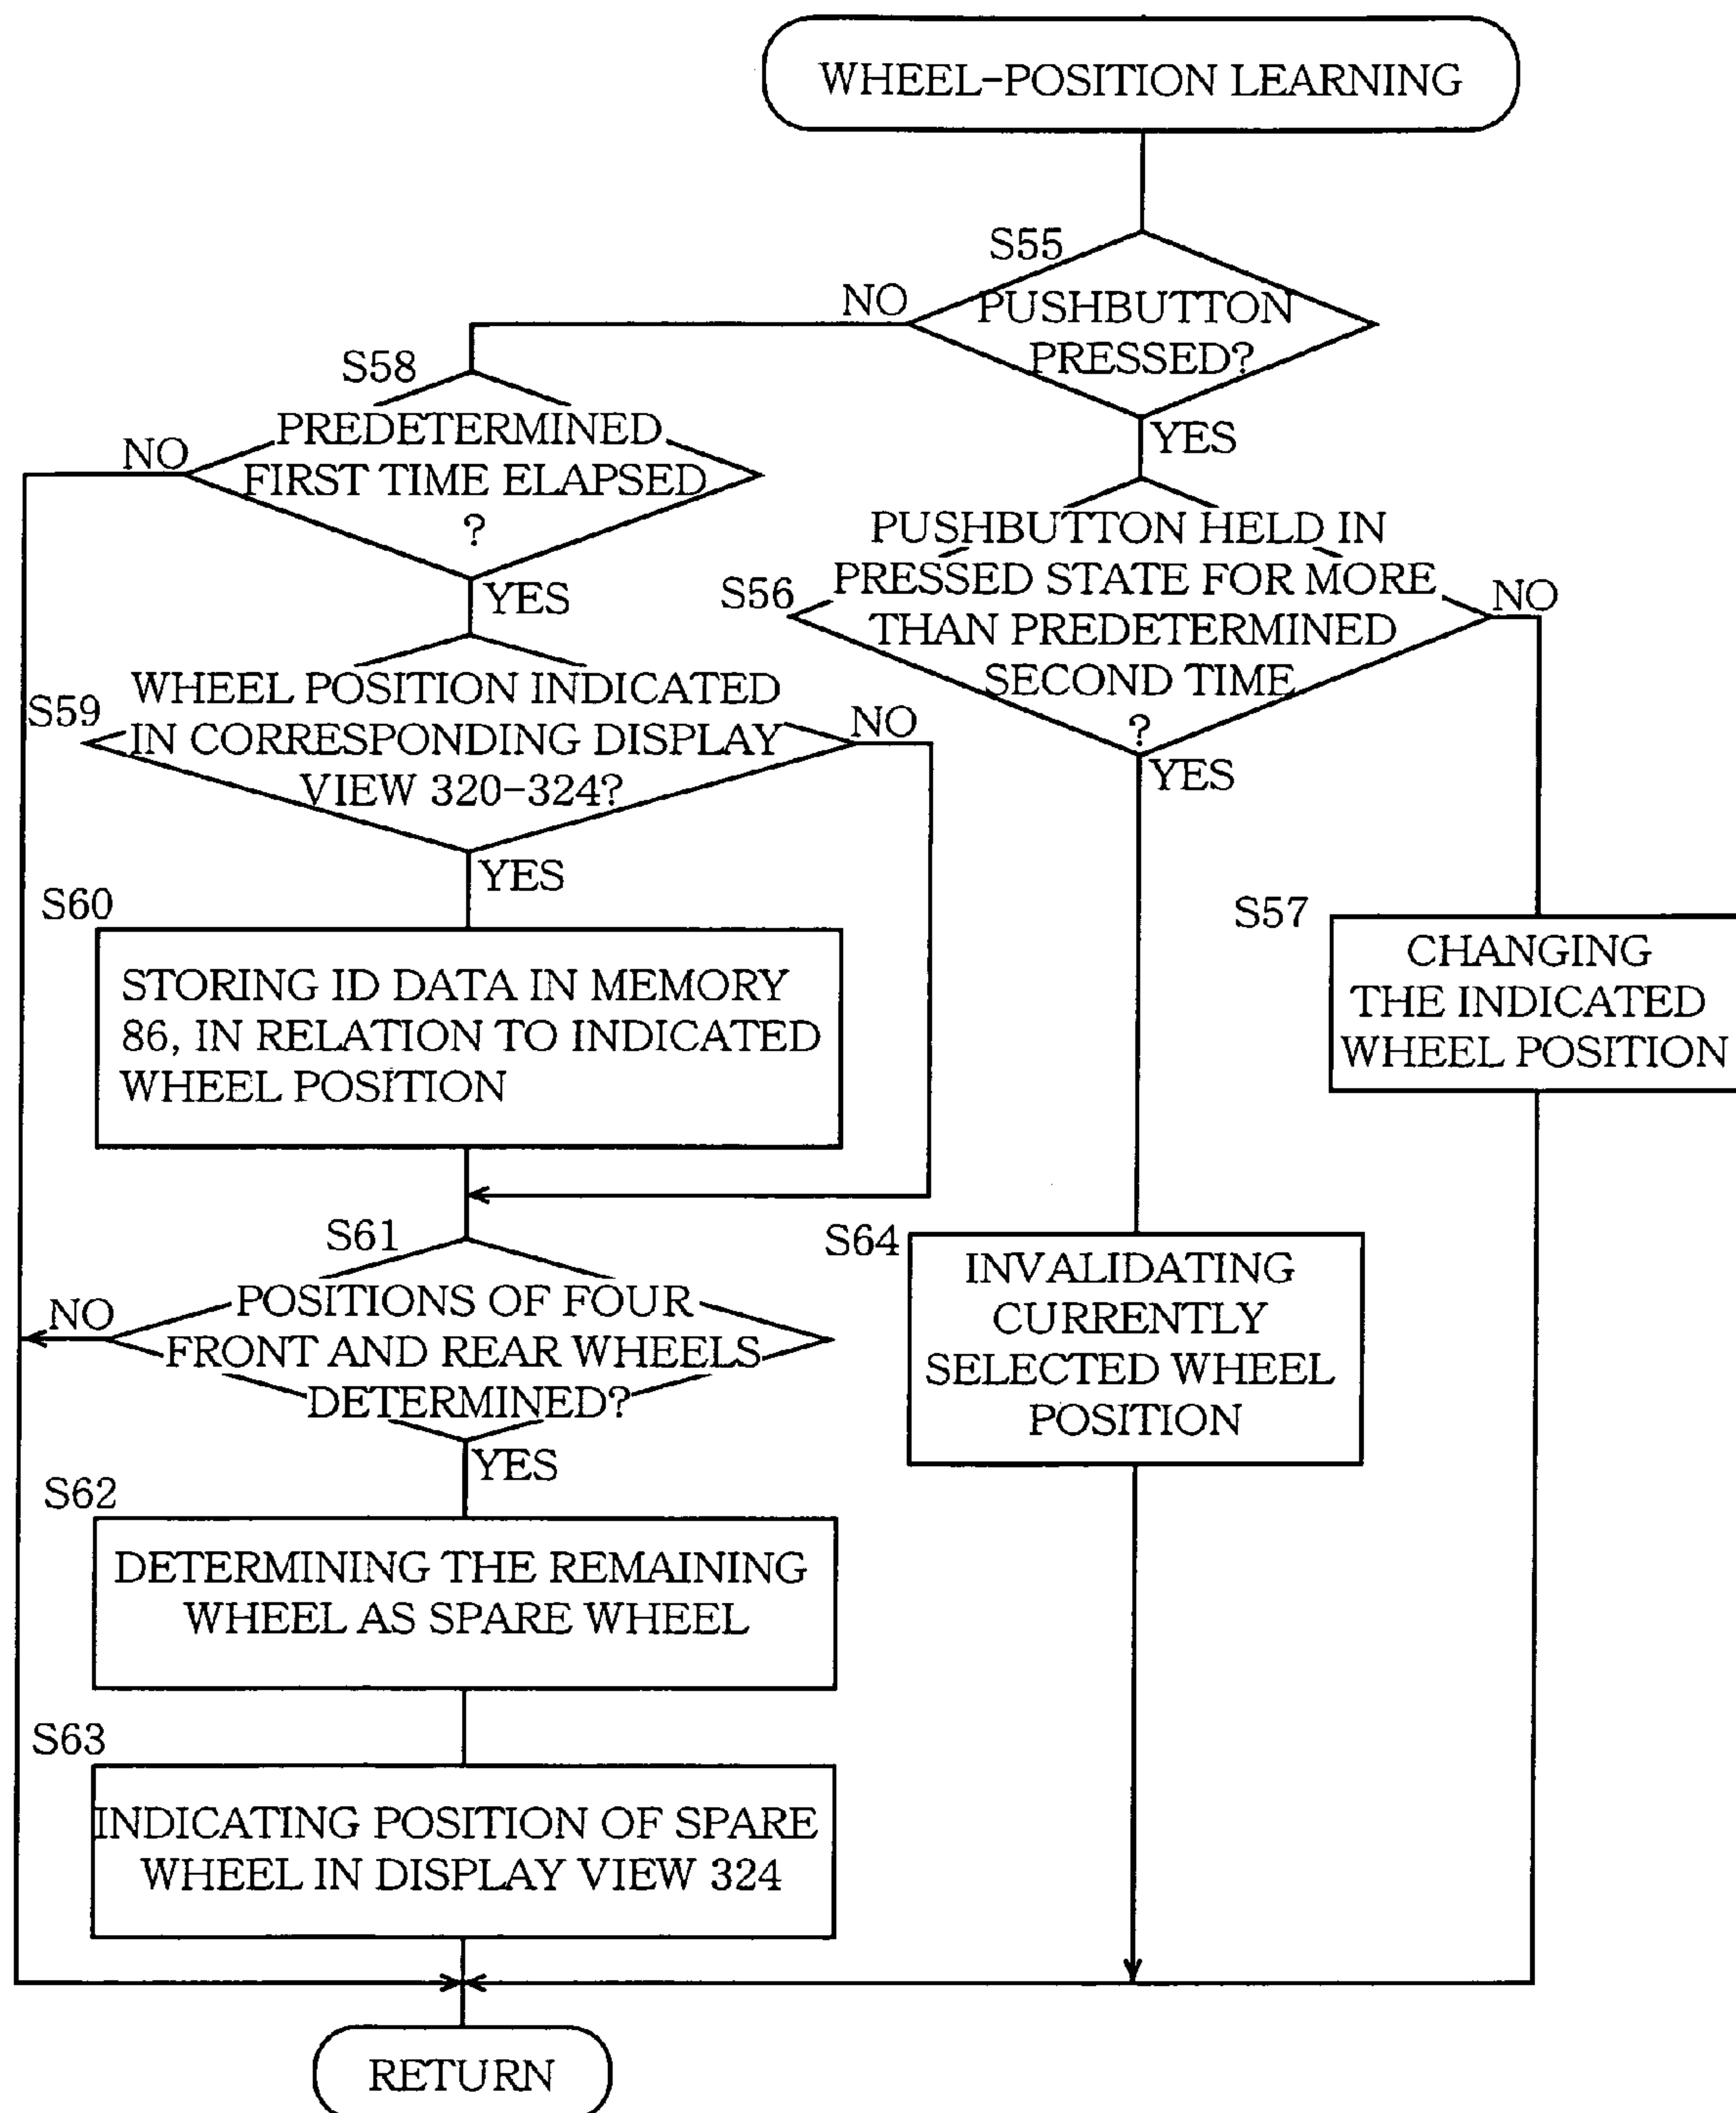 WHEEL-POSITION LEARNING
S55
PUSHBUTTON
PRESSED?
NO
YES
S58
PREDETERMINED
FIRST TIME ELAPSED
?
NO
YES
S56
PUSHBUTTON HELD IN
PRESSED STATE FOR MORE
THAN PREDETERMINED
SECOND TIME
?
NO
YES
S59
WHEEL POSITION INDICATED
IN CORRESPONDING DISPLAY
VIEW 320-324?
NO
YES
S60
STORING ID DATA IN MEMORY
86, IN RELATION TO INDICATED
WHEEL POSITION
S57
CHANGING
THE INDICATED
WHEEL POSITION
S61
POSITIONS OF FOUR
FRONT AND REAR WHEELS
DETERMINED?
NO
YES
S64
INVALIDATING
CURRENTLY
SELECTED WHEEL
POSITION
S62
DETERMINING THE REMAINING
WHEEL AS SPARE WHEEL
S63
INDICATING POSITION OF SPARE
WHEEL IN DISPLAY VIEW 324
RETURN